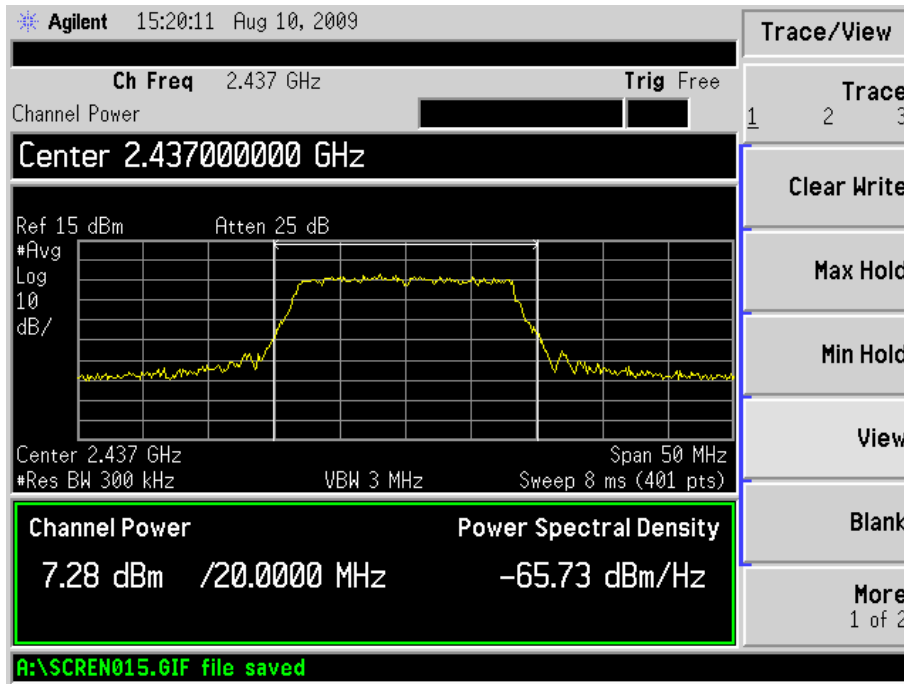 Agilent 15:20:11 Aug 10, 2009
Trace/View
Ch Freq 2.437 GHz Trig Free
Channel Power
Trace
1 2 3
Center 2.437000000 GHz
Clear Write
Ref 15 dBm Atten 25 dB
#Avg
Log
10
dB/
Max Hold
Min Hold
View
Center 2.437 GHz Span 50 MHz
#Res BW 300 kHz VBW 3 MHz Sweep 8 ms (401 pts)
Channel Power Power Spectral Density
7.28 dBm /20.0000 MHz -65.73 dBm/Hz
Blank
More
1 of 2
A:\SCREN015.GIF file saved